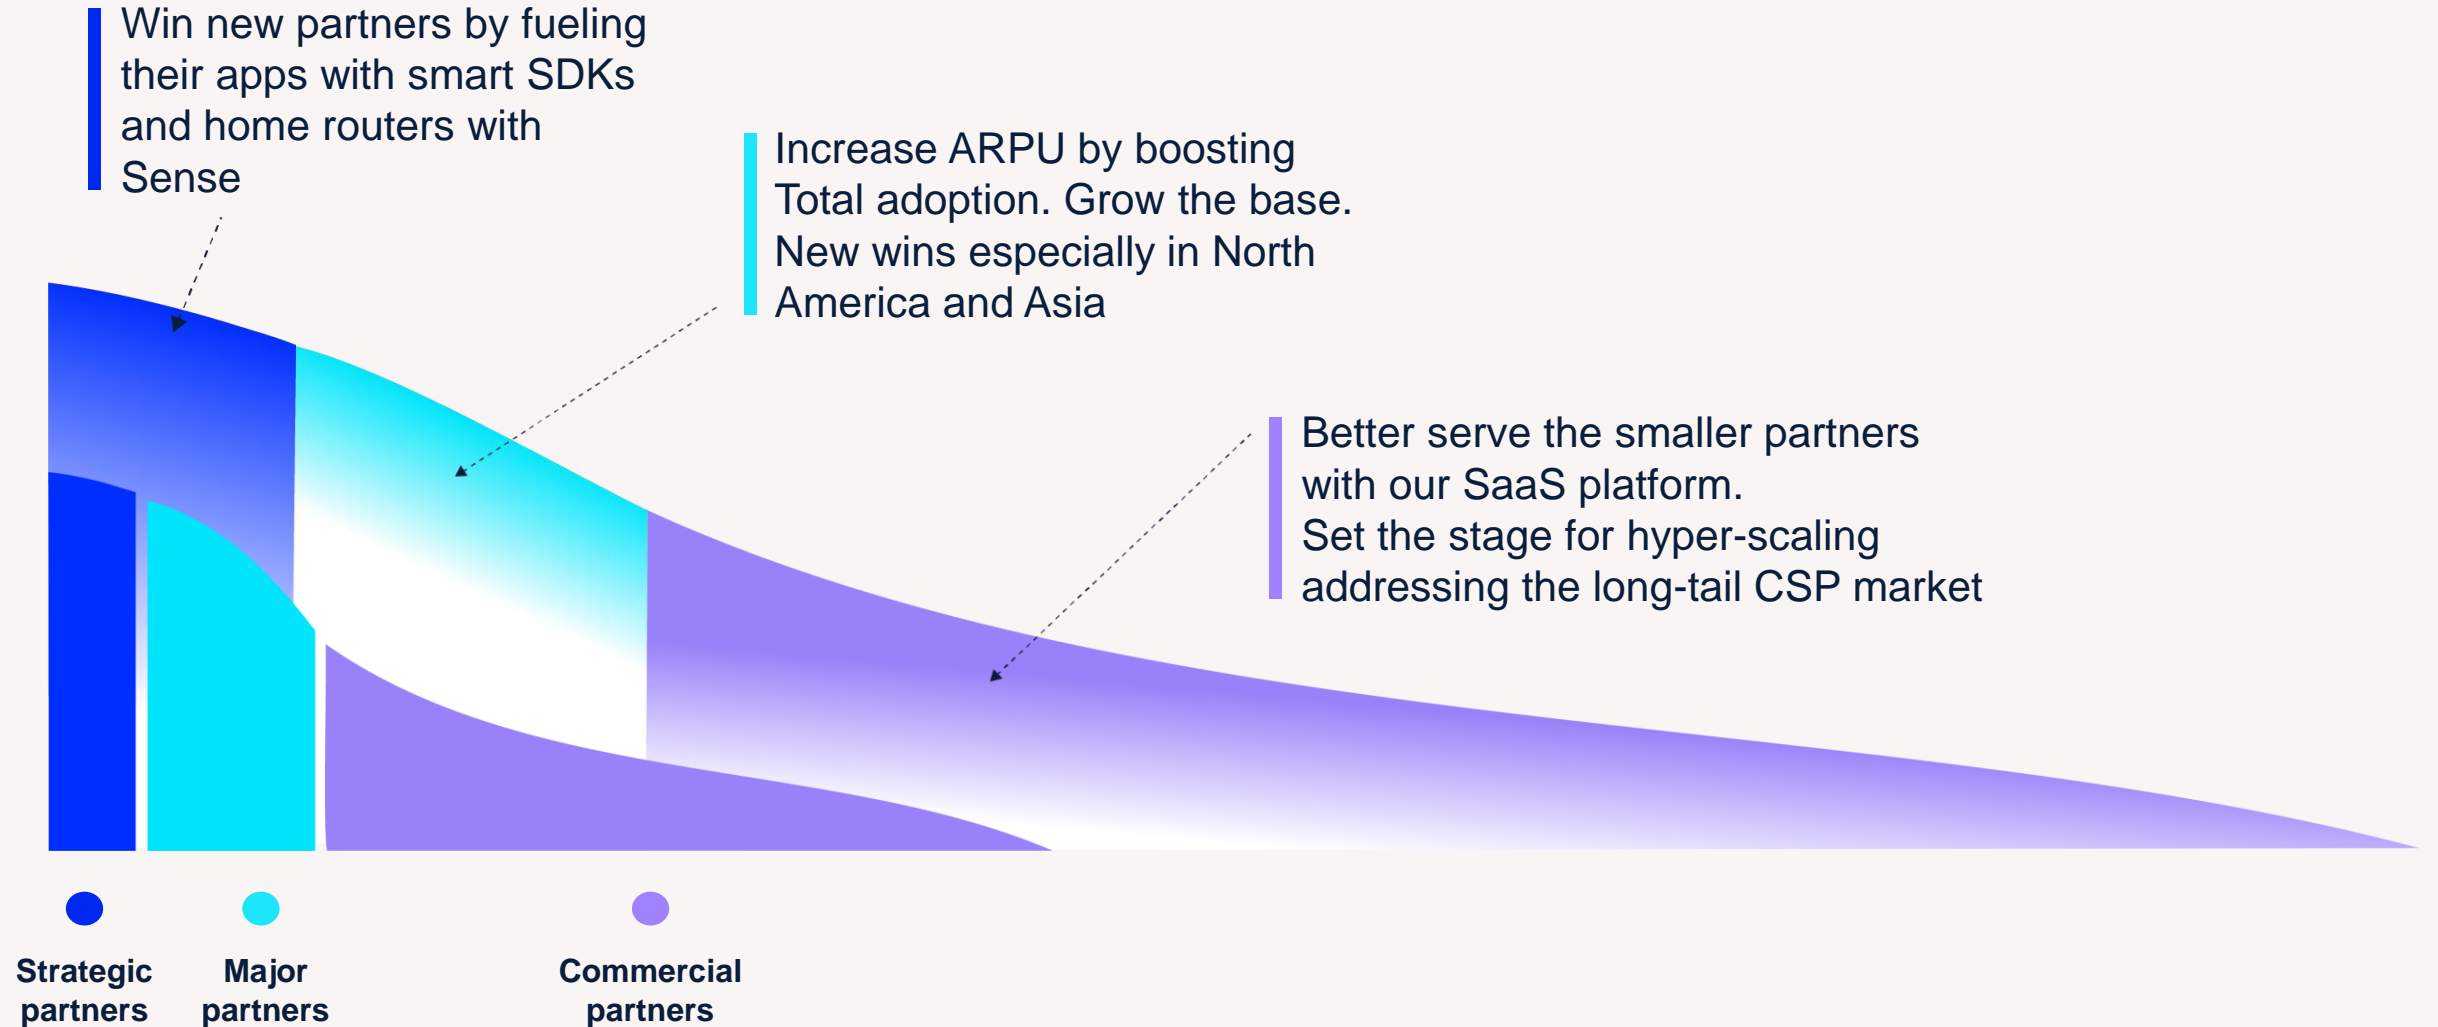 Win new partners by fueling
their apps with smart SDKs
and home routers with
Sense
Increase ARPU by boosting
Total adoption. Grow the base.
New wins especially in North
America and Asia
Better serve the smaller partners
with our SaaS platform.
Set the stage for hyper-scaling
addressing the long-tail CSP market
Strategic
partners
Major
partners
Commercial
partners